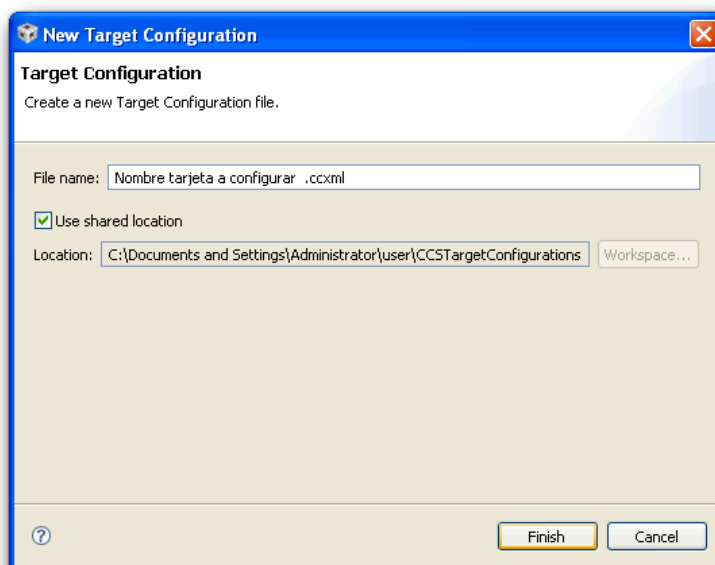 New Target Configuration
Target Configuration
Create a new Target Configuration file.
File name: Nombre tarjeta a configurar .ccxml
Use shared location
Location: C:\Documents and Settings\Administrator\user\CCSTargetConfigurations Workspace...
? Finish Cancel